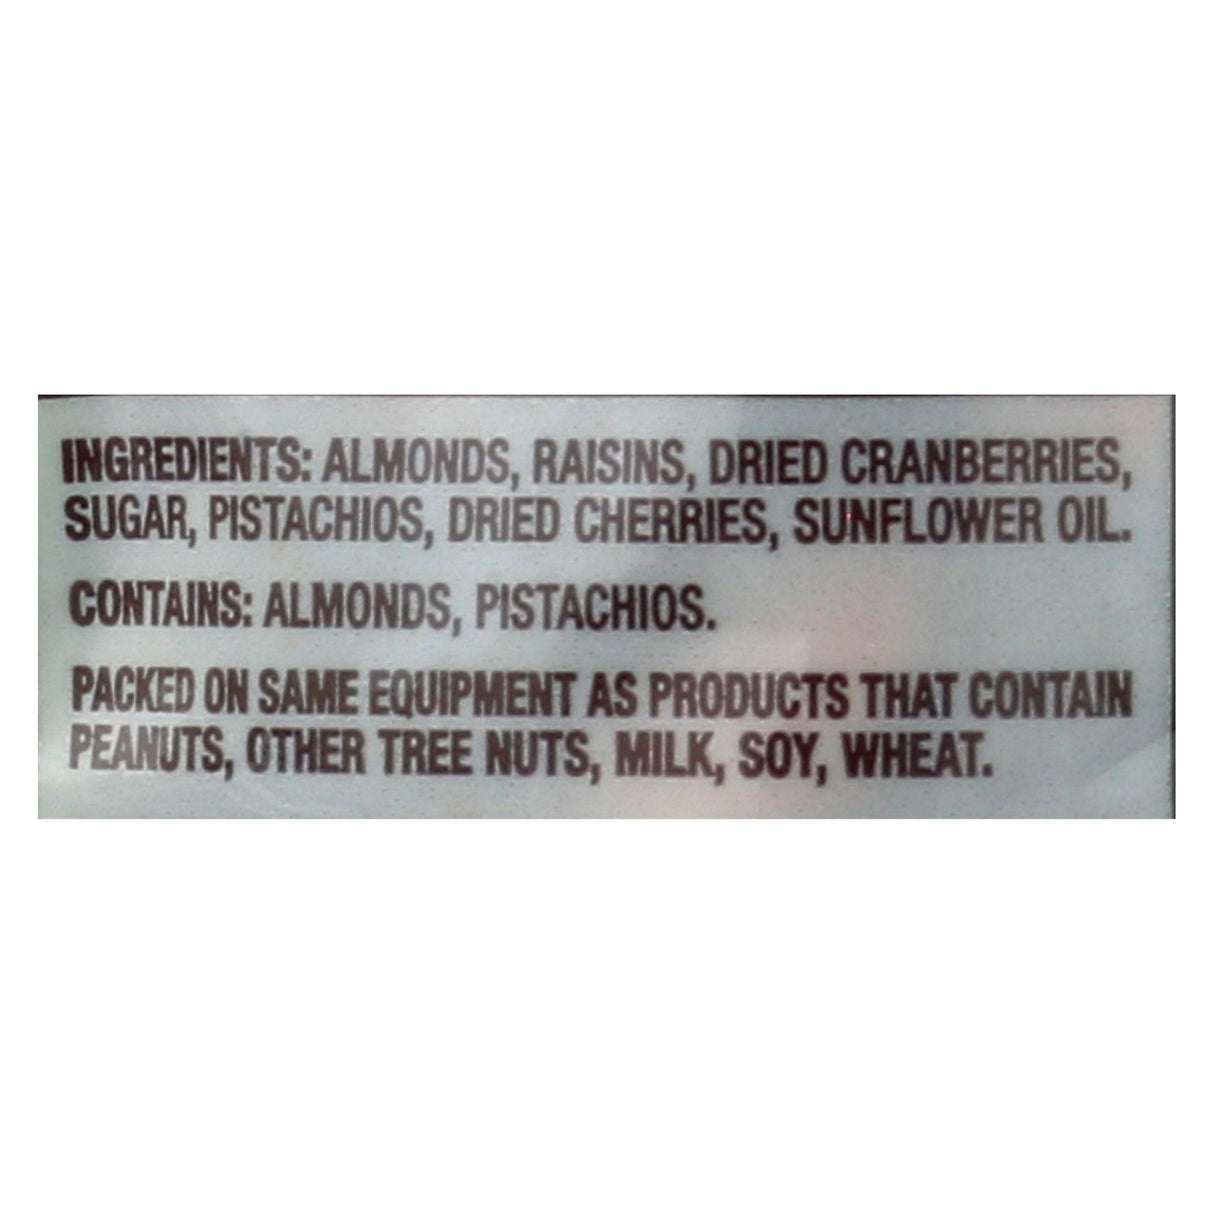 INGREDIENTS: ALMONDS, RAISINS, DRIED CRANBERRIES,
SUGAR, PISTACHIOS, DRIED CHERRIES, SUNFLOWER OIL.
CONTAINS: ALMONDS, PISTACHIOS.
PACKED ON SAME EQUIPMENT AS PRODUCTS THAT CONTAIN
PEANUTS, OTHER TREE NUTS, MILK, SOY, WHEAT.